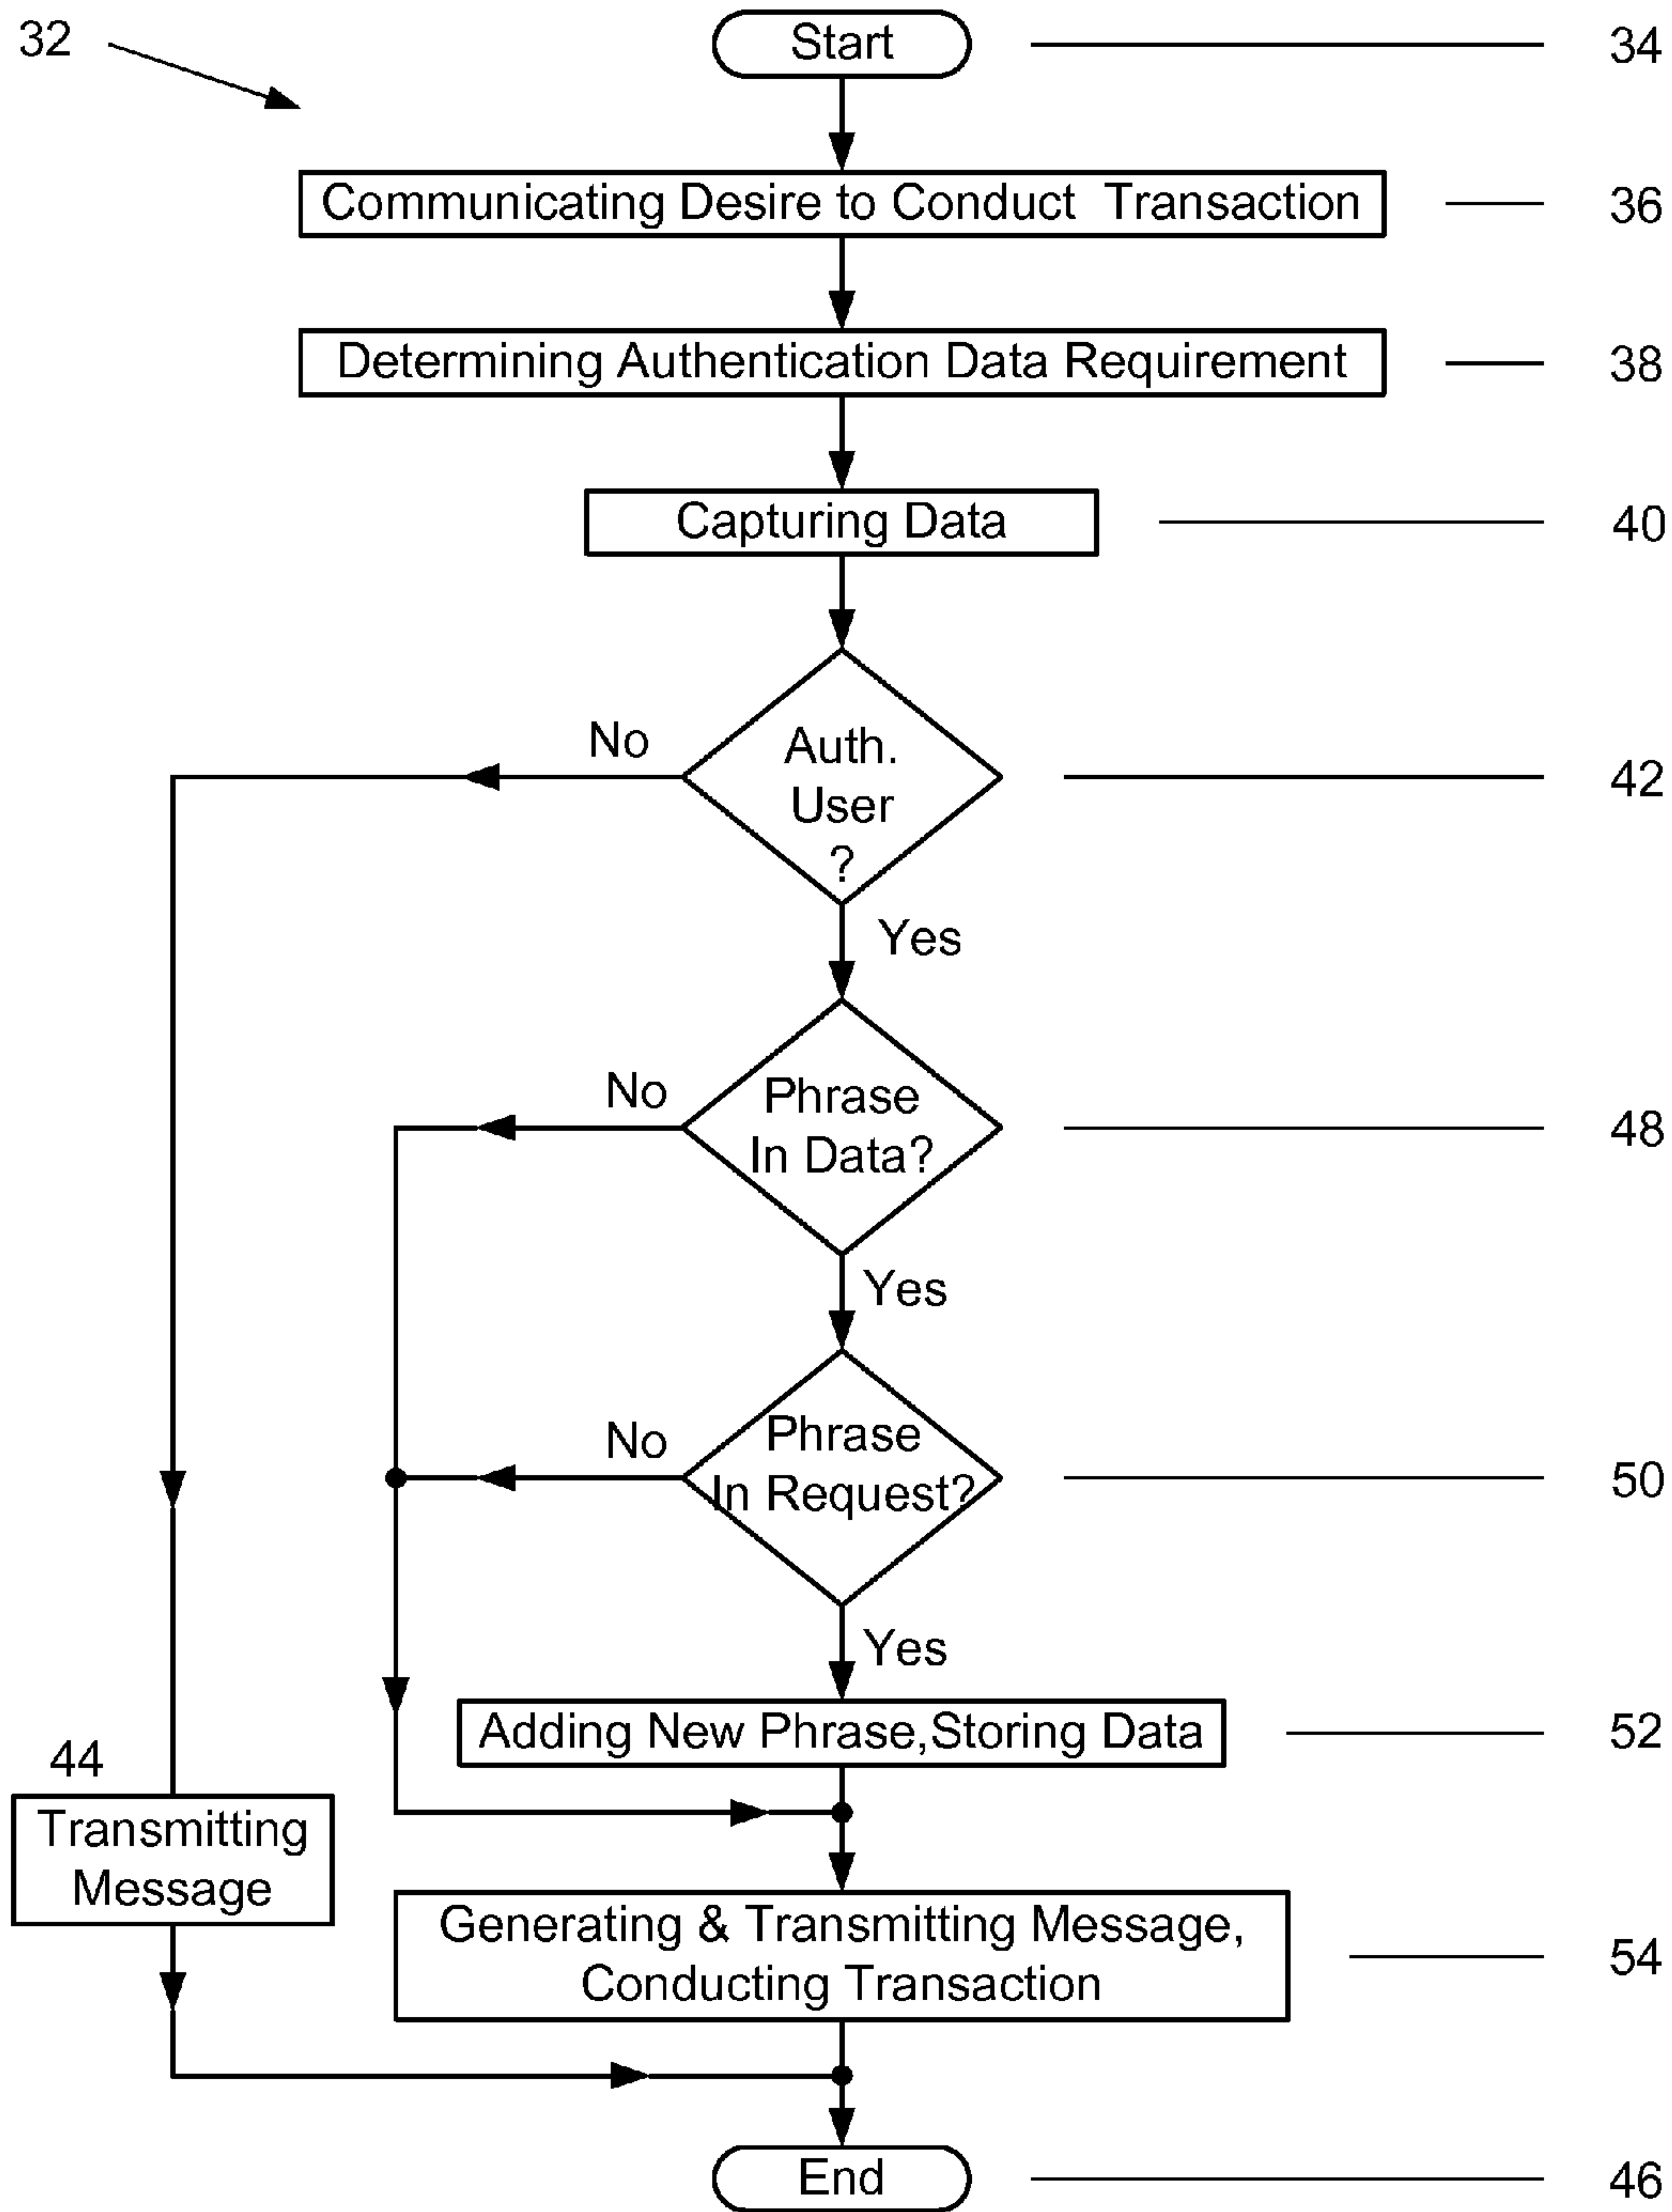 32
Start
34
Communicating Desire to Conduct Transaction
36
Determining Authentication Data Requirement
38
Capturing Data
40
No
Auth.
User
?
42
Yes
No
Phrase
In Data?
48
Yes
No
Phrase
In Request?
50
Yes
Adding New Phrase,Storing Data
52
44
Transmitting
Message
Generating & Transmitting Message,
Conducting Transaction
54
End
46